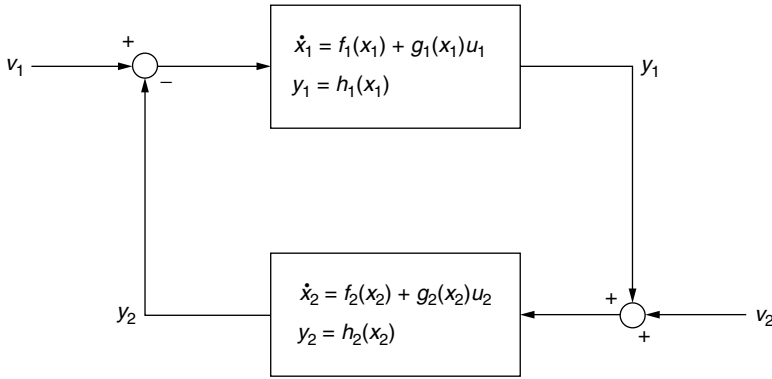 +
v₁
−
ẋ₁ = f₁(x₁) + g₁(x₁)u₁
y₁ = h₁(x₁)
y₁
ẋ₂ = f₂(x₂) + g₂(x₂)u₂
y₂ = h₂(x₂)
y₂
+
+
v₂